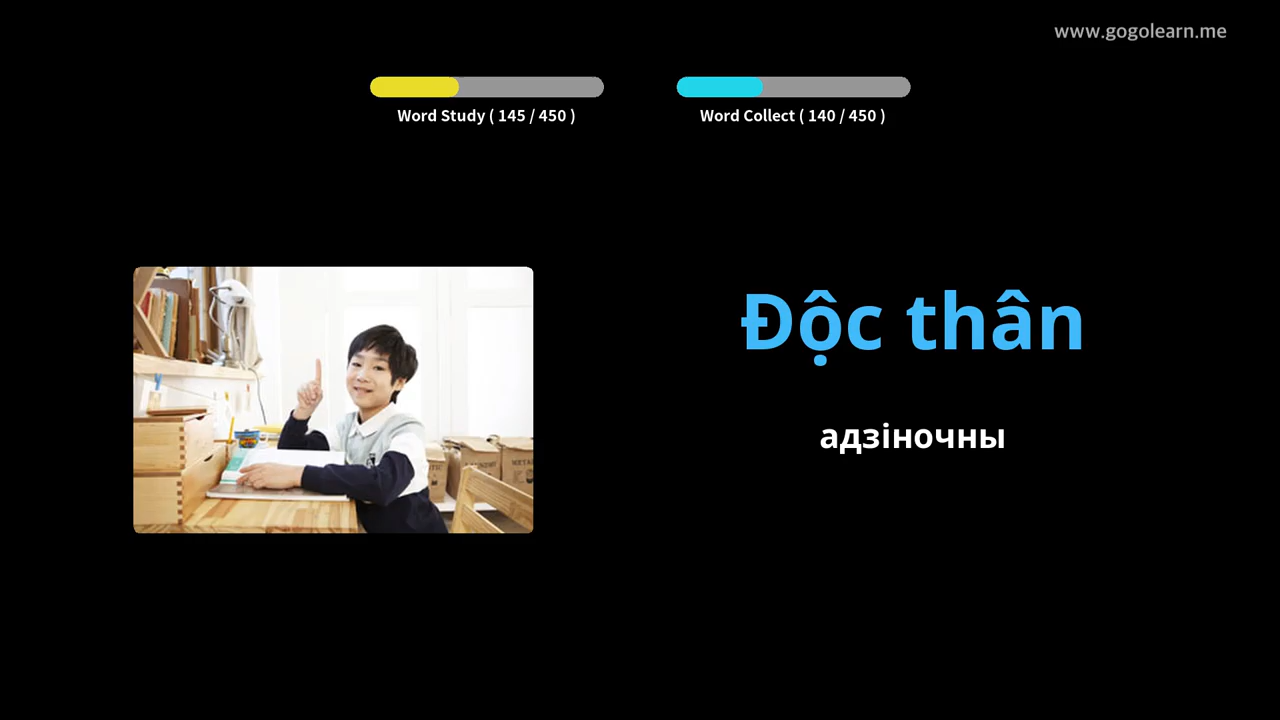 www.gogolearn.me
Word Study ( 145 / 450 )
Word Collect ( 140 / 450 )
Độc thân
адзіночны